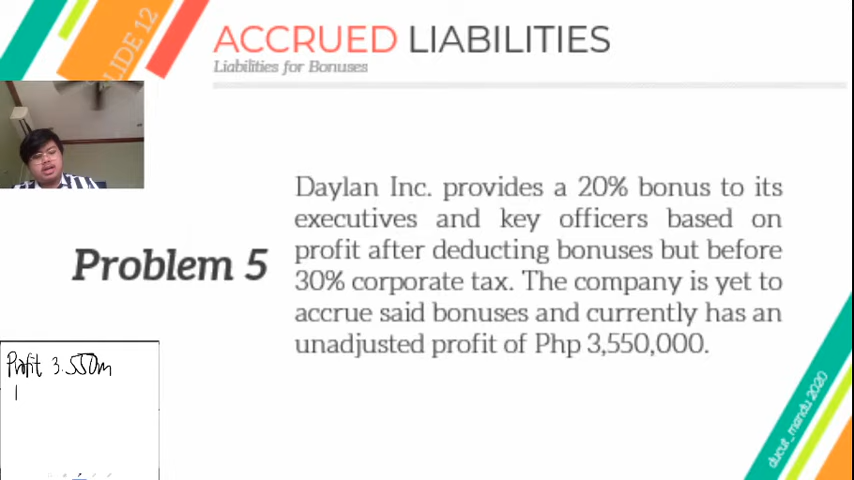 SLIDE 12
ACCRUED LIABILITIES
Liabilities for Bonuses
Problem 5
Daylan Inc. provides a 20% bonus to its
executives and key officers based on
profit after deducting bonuses but before
30% corporate tax. The company is yet to
accrue said bonuses and currently has an
unadjusted profit of Php 3,550,000.
Profit 3.550m
ducut_mandu 2020